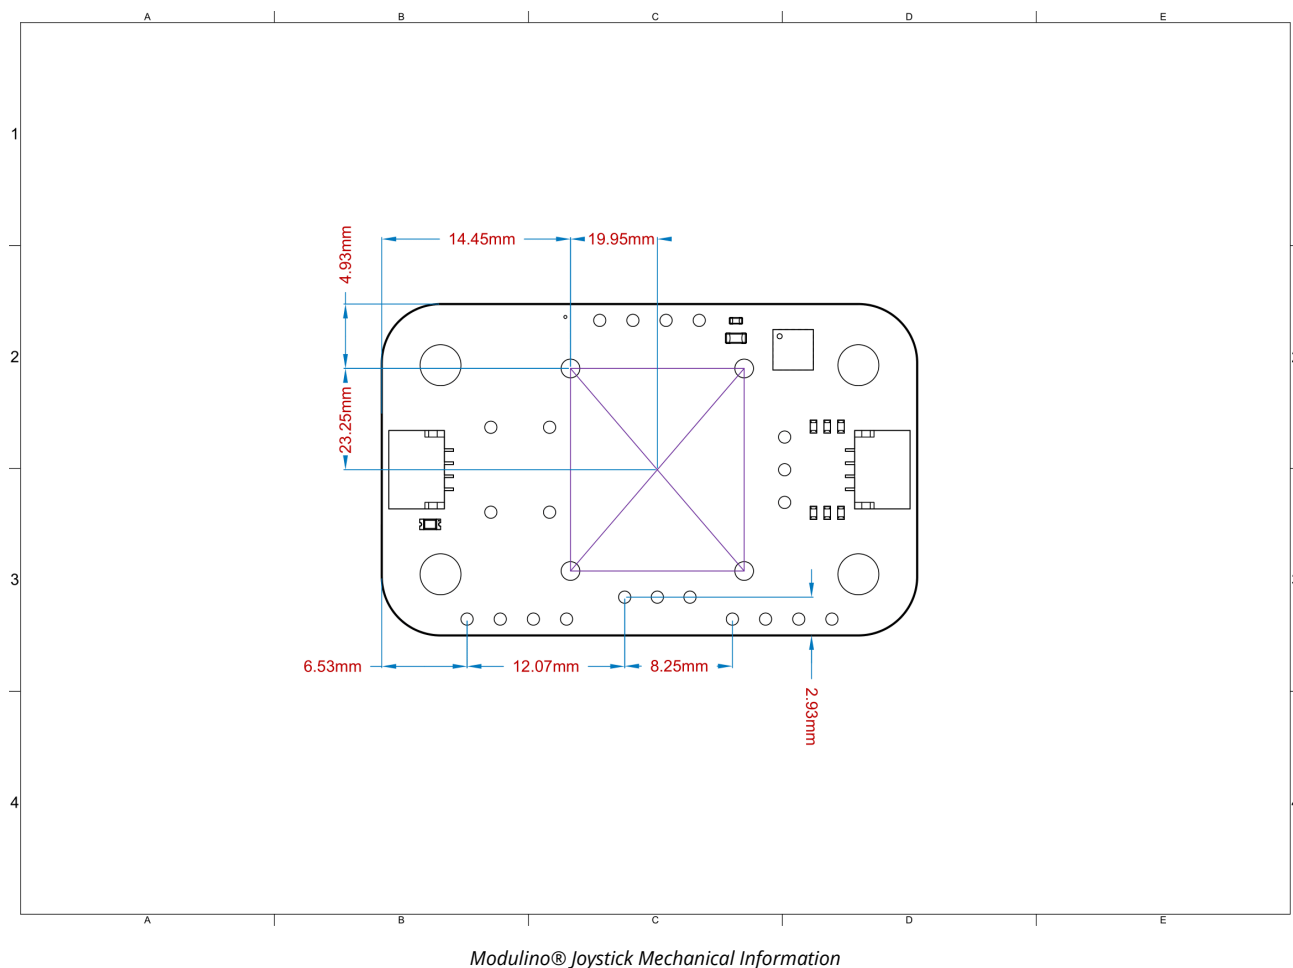 A B C D E
1
14.45mm 19.95mm
4.93mm
2
23.25mm
3
6.53mm 12.07mm 8.25mm
2.93mm
4
A B C D E
Modulino® Joystick Mechanical Information